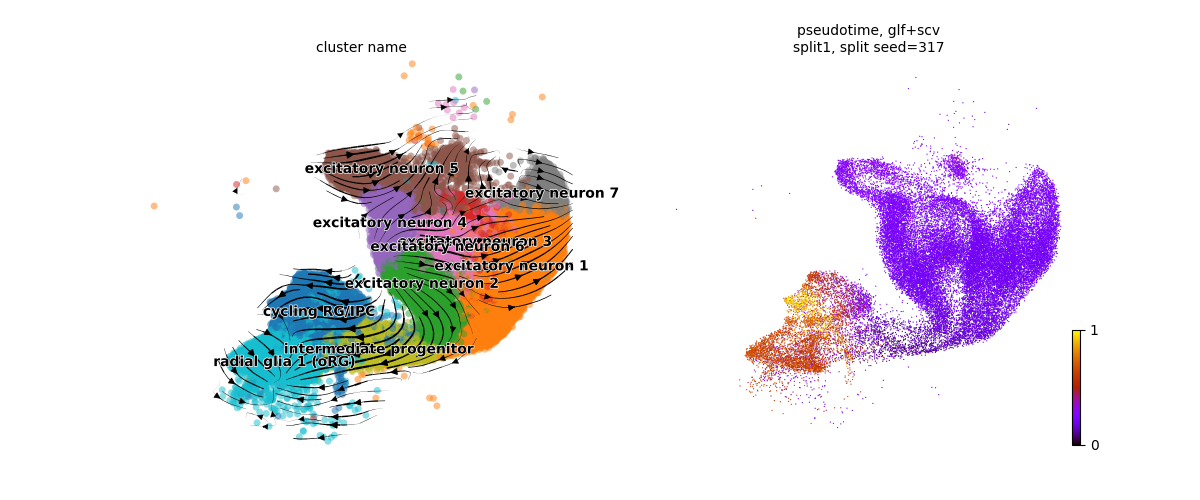 cluster name
pseudotime, glf+scv
split1, split seed=317
excitatory neuron 5
excitatory neuron 7
excitatory neuron 4
excitatory neuron 3
excitatory neuron 6
excitatory neuron 1
excitatory neuron 2
cycling RG/IPC
intermediate progenitor
radial glia 1 (oRG)
1
0